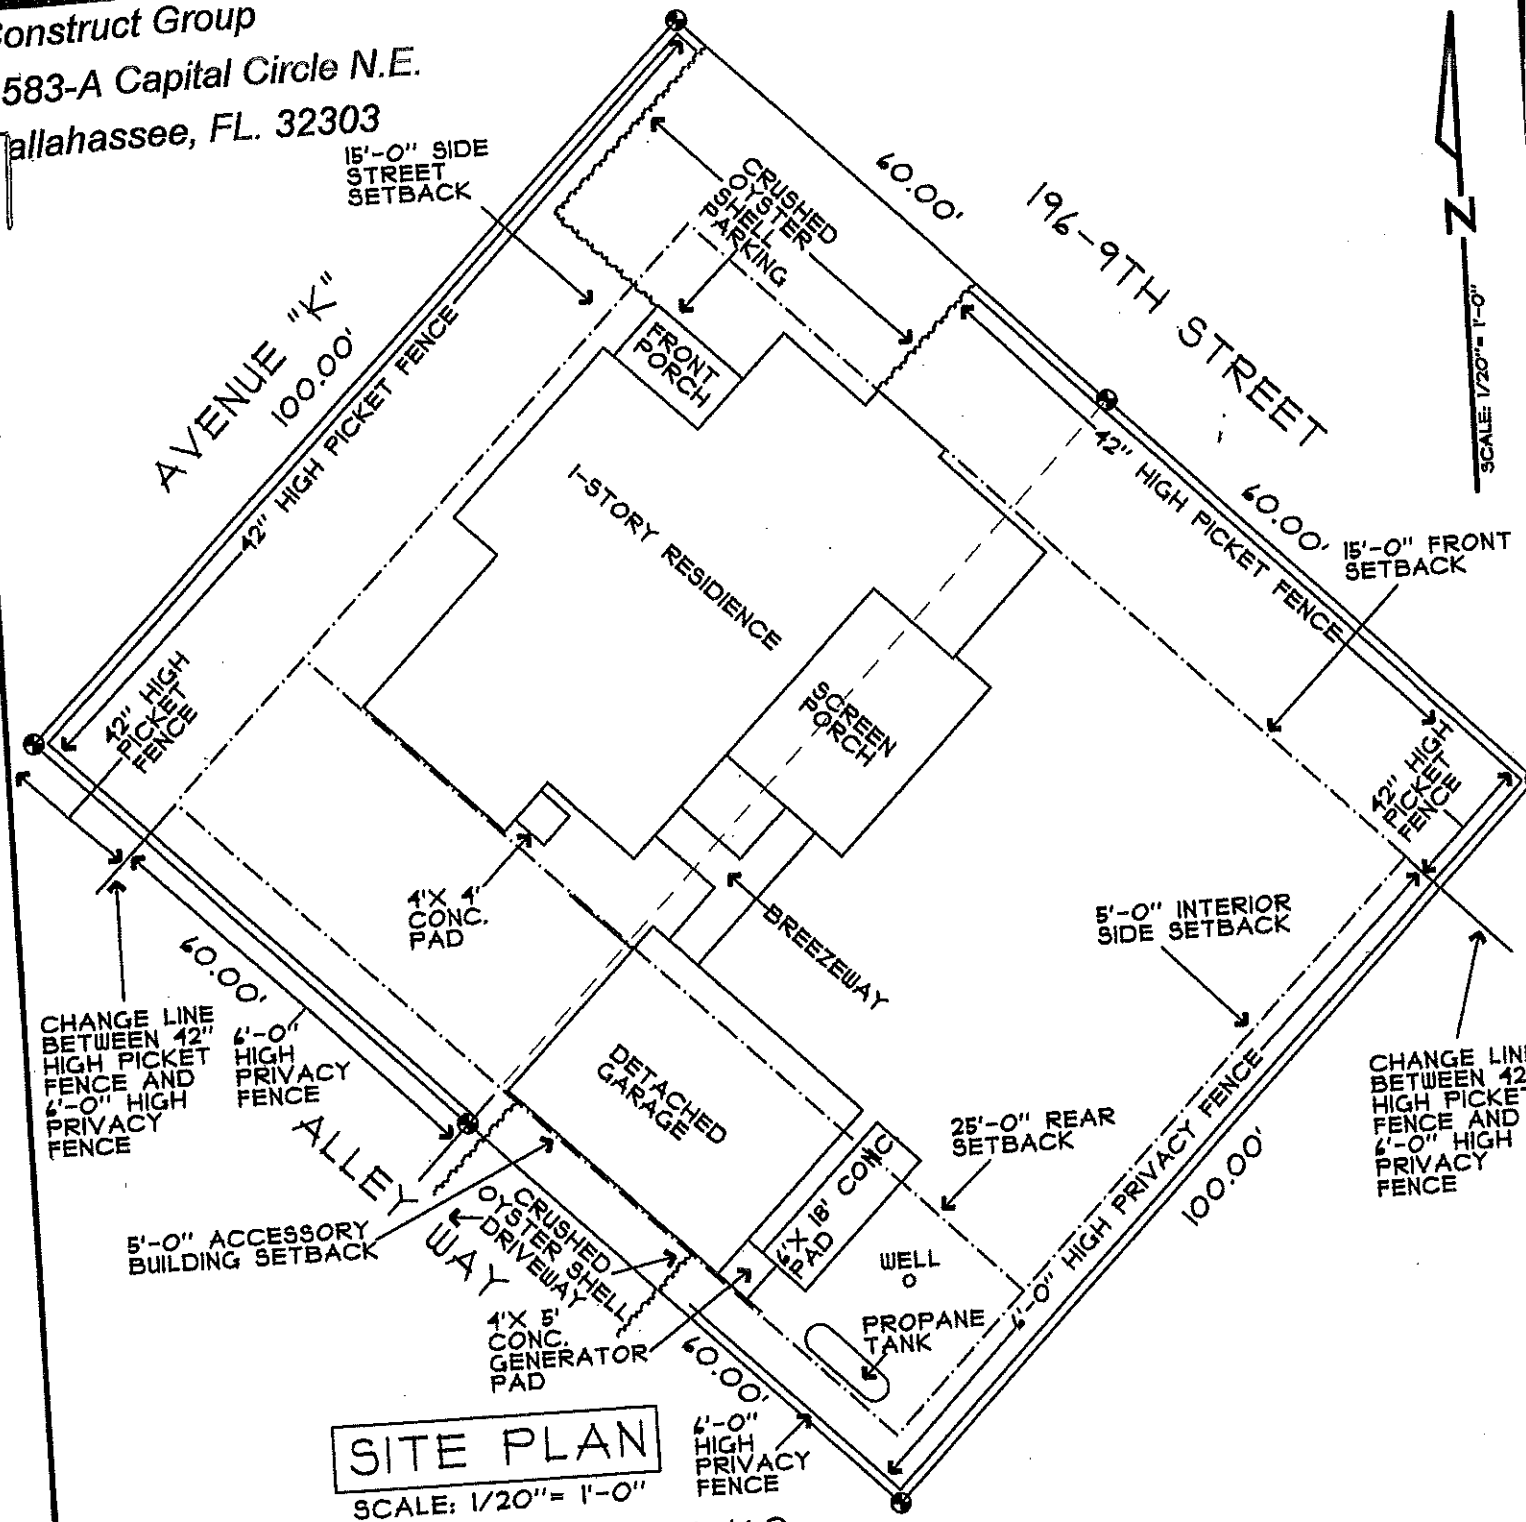 Construct Group
583-A Capital Circle N.E.
allahassee, FL. 32303
15'-0" SIDE
STREET
SETBACK
CRUSHED
OYSTER
SHELL
PARKING
60.00'
196-9TH STREET
N
SCALE: 1/20"= 1'-0"
AVENUE "K"
100.00'
42" HIGH PICKET FENCE
FRONT
PORCH
1-STORY RESIDIENCE
42" HIGH PICKET FENCE
60.00'
15'-0" FRONT
SETBACK
SCREEN
PORCH
42" HIGH
PICKET
FENCE
42" HIGH
PICKET
FENCE
4'X 4'
CONC.
PAD
BREEZEWAY
5'-0" INTERIOR
SIDE SETBACK
60.00'
CHANGE LINE
BETWEEN 42"
HIGH PICKET
FENCE AND
6'-0" HIGH
PRIVACY
FENCE
6'-0"
HIGH
PRIVACY
FENCE
DETACHED
GARAGE
25'-0" REAR
SETBACK
6'-0" HIGH PRIVACY FENCE
100.00'
CHANGE LINE
BETWEEN 42
HIGH PICKET
FENCE AND
6'-0" HIGH
PRIVACY
FENCE
ALLEY WAY
5'-0" ACCESSORY
BUILDING SETBACK
CRUSHED
OYSTER SHELL
DRIVEWAY
6'X 18' CONC
PAD
WELL
PROPANE
TANK
4'X 5'
CONC.
GENERATOR
PAD
60.00'
6'-0"
HIGH
PRIVACY
FENCE
SITE PLAN
SCALE: 1/20"= 1'-0"